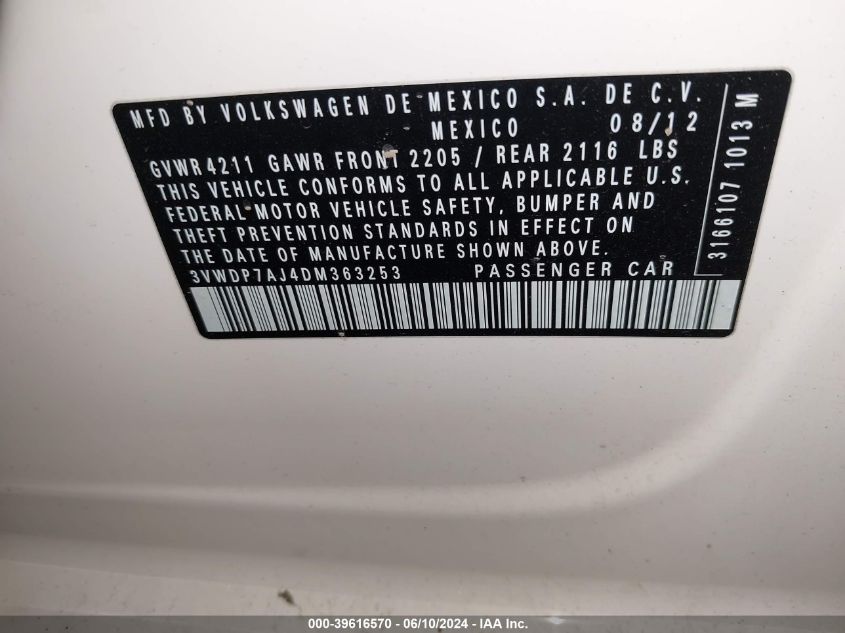 MFD BY VOLKSWAGEN DE MEXICO S.A. DE C.V.
MEXICO 08/12
GVWR 4211 GAWR FRONT 2205 / REAR 2116 LBS
THIS VEHICLE CONFORMS TO ALL APPLICABLE U.S.
FEDERAL MOTOR VEHICLE SAFETY, BUMPER AND
THEFT PREVENTION STANDARDS IN EFFECT ON
THE DATE OF MANUFACTURE SHOWN ABOVE.
3VWDP7AJ4DM363253 PASSENGER CAR
3166107 1013 M
000-39616570 - 06/10/2024 - IAA Inc.